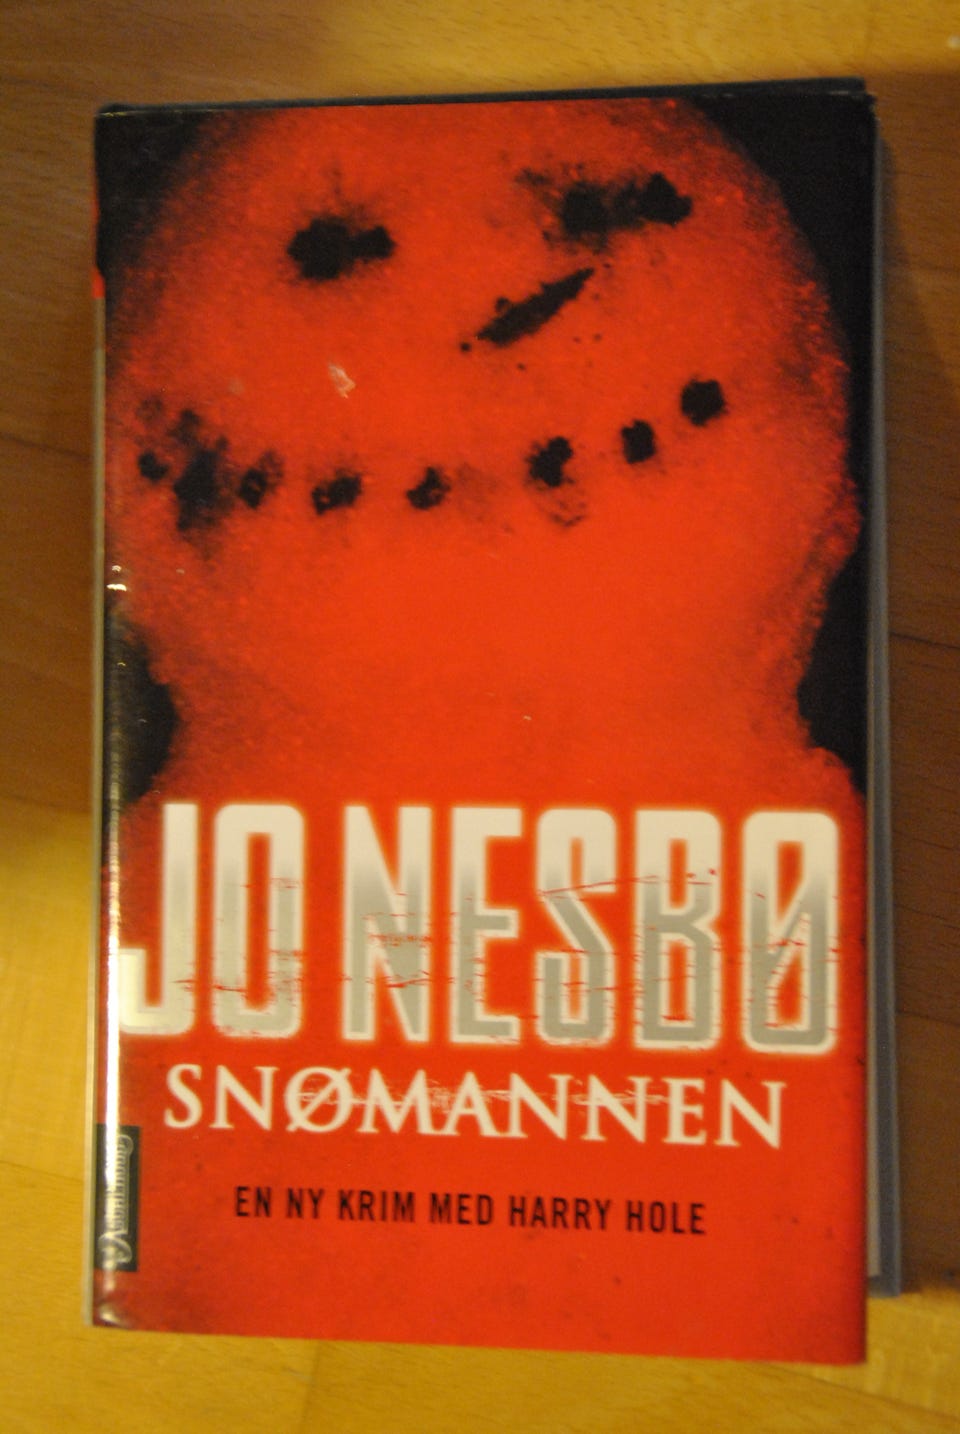 JO NESBØ
SNØMANNEN
EN NY KRIM MED HARRY HOLE